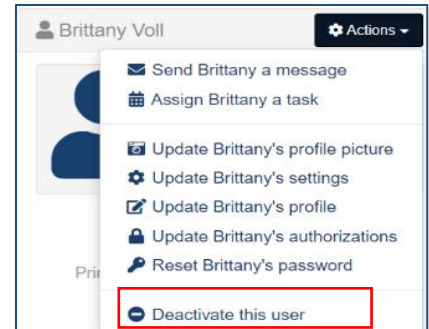 Brittany Voll
Actions
Send Brittany a message
Assign Brittany a task
Update Brittany's profile picture
Update Brittany's settings
Update Brittany's profile
Update Brittany's authorizations
Reset Brittany's password
Pri
Deactivate this user